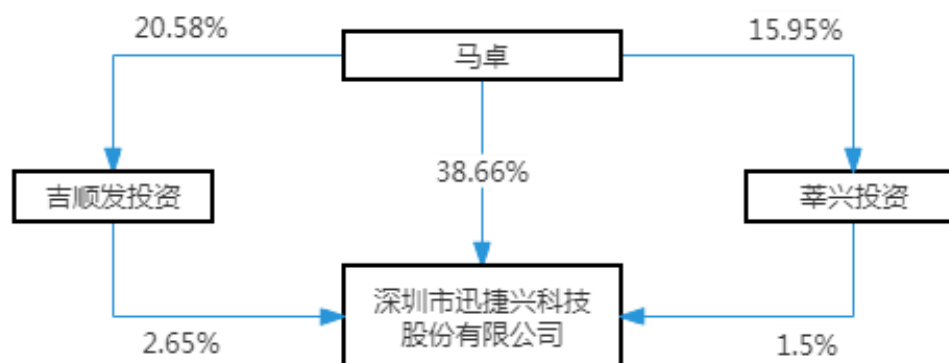 20.58%
马卓
15.95%
吉顺发投资
38.66%
莘兴投资
深圳市迅捷兴科技
股份有限公司
2.65%
1.5%